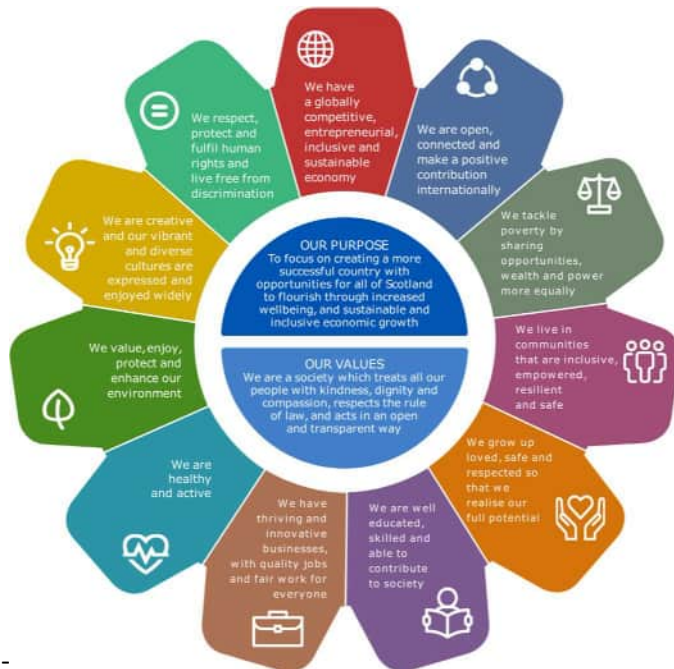 We have
a globally
competitive,
entrepreneurial,
inclusive and
sustainable
economy
We are open,
connected and
make a positive
contribution
internationally
We tackle
poverty by
sharing
opportunities,
wealth and power
more equally
We live in
communities
that are inclusive,
empowered,
resilient
and safe
We grow up
loved, safe and
respected so
that we
realise our
full potential
We are well
educated,
skilled and
able to
contribute
to society
We have
thriving and
innovative
businesses,
with quality jobs
and fair work for
everyone
We are
healthy
and active
We value, enjoy,
protect and
enhance our
environment
We are creative
and our vibrant
and diverse
cultures are
expressed and
enjoyed widely
We respect,
protect and
fulfil human
rights and
live free from
discrimination
OUR PURPOSE
To focus on creating a more
successful country with
opportunities for all of Scotland
to flourish through increased
wellbeing, and sustainable and
inclusive economic growth
OUR VALUES
We are a society which treats all our
people with kindness, dignity and
compassion, respects the rule
of law, and acts in an open
and transparent way
-